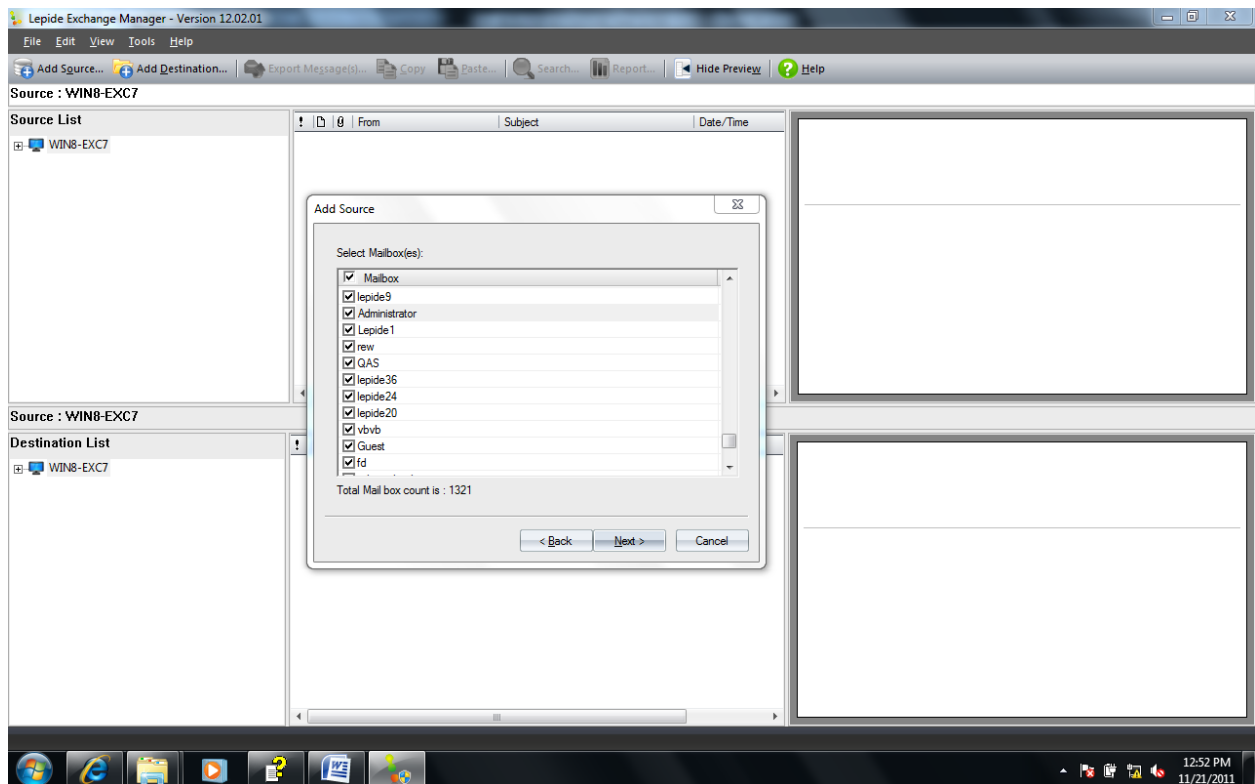 Lepide Exchange Manager - Version 12.02.01
File Edit View Tools Help
Add Source... Add Destination... Export Message(s)... Copy Paste... Search... Report... Hide Preview Help
Source : WIN8-EXC7
Source List
! From Subject Date/Time
WIN8-EXC7
Add Source
Select Mailbox(es):
Mailbox
lepide9
Administrator
Lepide1
rew
QAS
lepide36
lepide24
lepide20
vbvb
Guest
fd
Total Mail box count is : 1321
< Back Next > Cancel
Source : WIN8-EXC7
Destination List
!
WIN8-EXC7
12:52 PM
11/21/2011